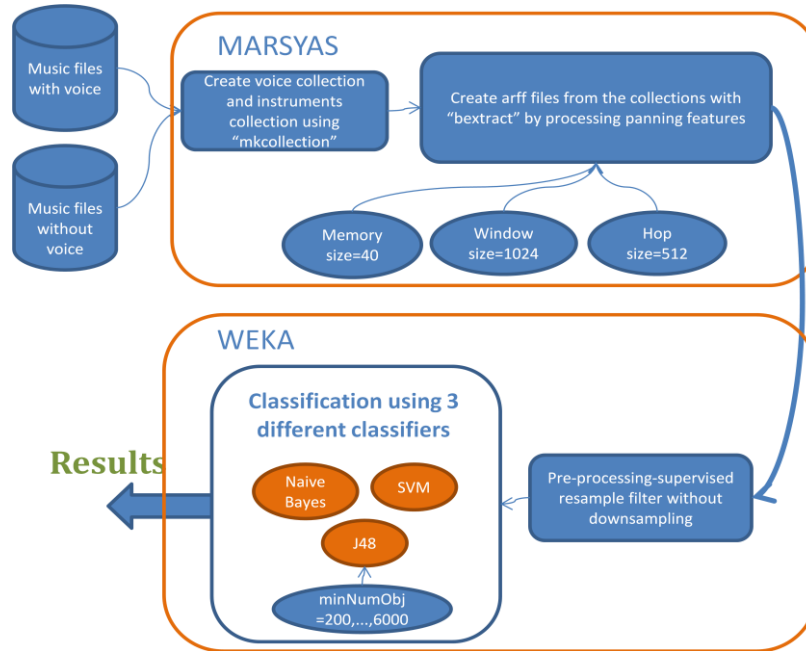 Music files
with voice
Music files
without
voice
MARSYAS
Create voice collection
and instruments
collection using
“mkcollection”
Create arff files from the collections with
“bextract” by processing panning features
Memory
size=40
Window
size=1024
Hop
size=512
WEKA
Pre-processing-supervised
resample filter without
downsampling
Classification using 3
different classifiers
Naive
Bayes
SVM
J48
minNumObj
=200,...,6000
Results